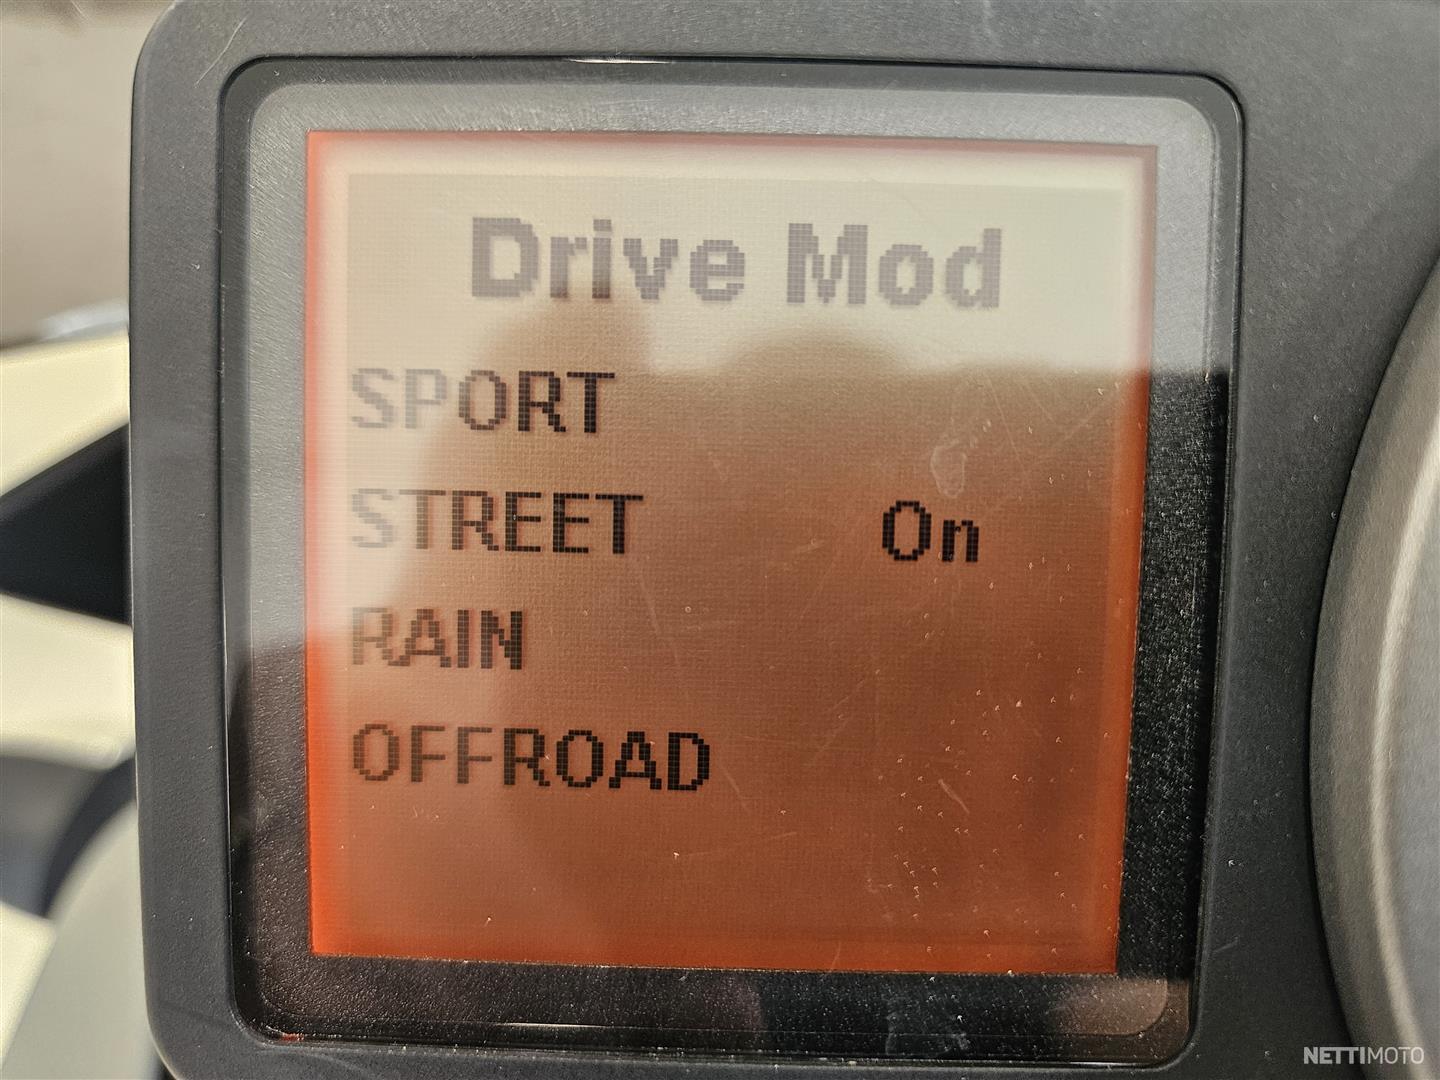 Drive Mod
SPORT
STREET On
RAIN
OFFROAD
NETTIMOTO